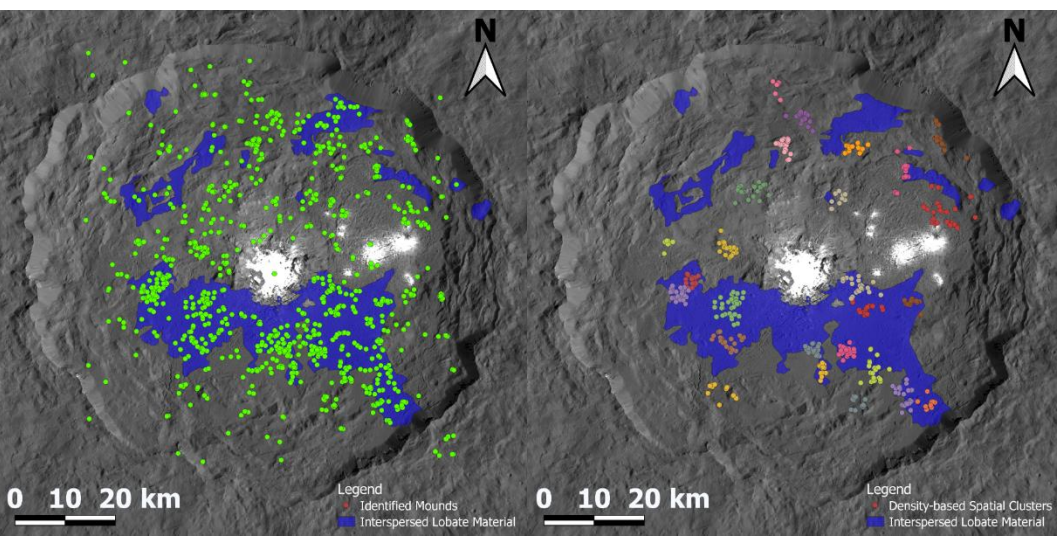 N
N
0 10 20 km
Legend
Identified Mounds
Interspersed Lobate Material
0 10 20 km
Legend
Density-based Spatial Clusters
Interspersed Lobate Material